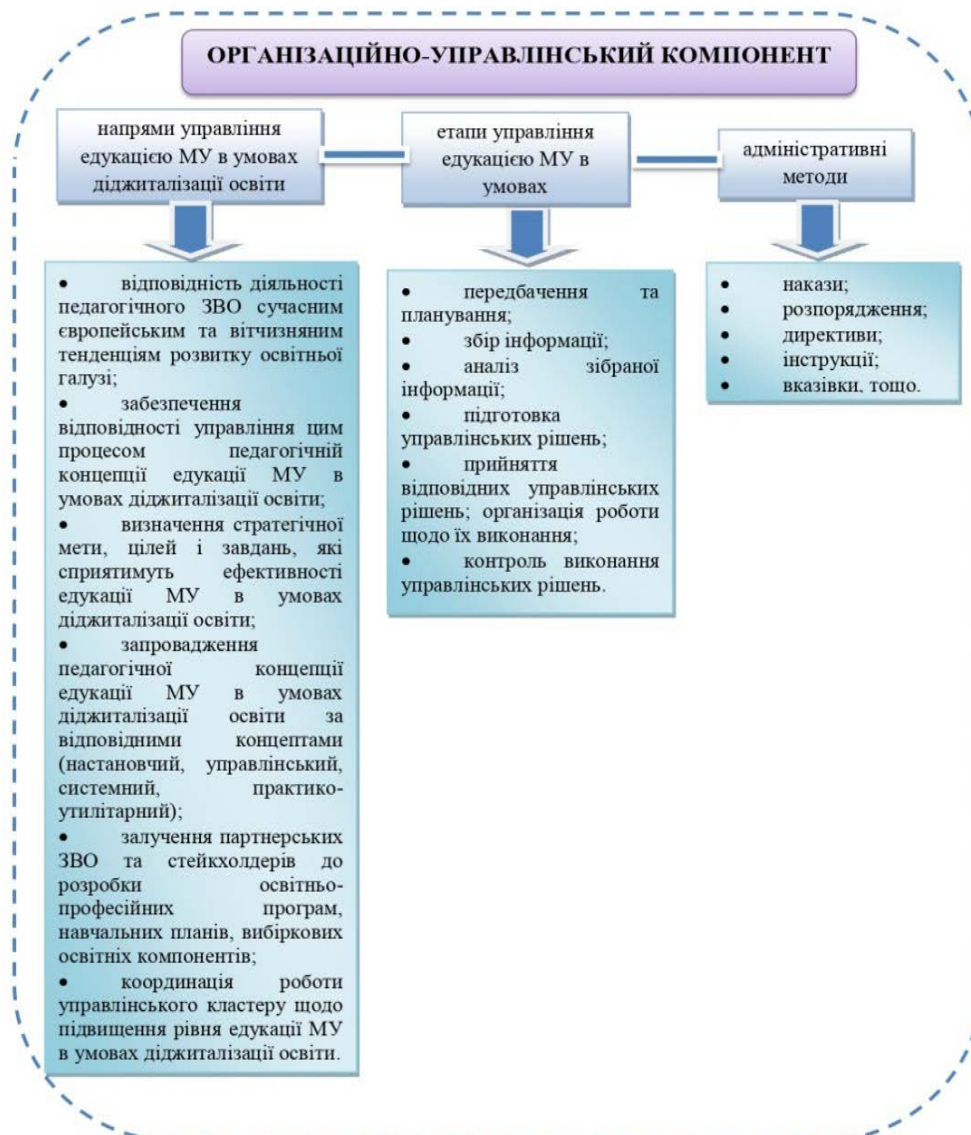 ОРГАНІЗАЦІЙНО-УПРАВЛІНСЬКИЙ КОМПОНЕНТ
напрями управління
едукацією МУ в умовах
діджиталізації освіти
етапи управління
едукацією МУ в
умовах
адміністративні
методи
• відповідність діяльності
педагогічного ЗВО сучасним
європейським та вітчизняним
тенденціям розвитку освітньої
галузі;
• забезпечення
відповідності управління цим
процесом педагогічній
концепції едукації МУ в
умовах діджиталізації освіти;
• визначення стратегічної
мети, цілей і завдань, які
сприятимуть ефективності
едукації МУ в умовах
діджиталізації освіти;
• запровадження
педагогічної концепції
едукації МУ в умовах
діджиталізації освіти за
відповідними концептами
(настановчий, управлінський,
системний, практико-
утилітарний);
• залучення партнерських
ЗВО та стейкхолдерів до
розробки освітньо-
професійних програм,
навчальних планів, вибіркових
освітніх компонентів;
• координація роботи
управлінського кластеру щодо
підвищення рівня едукації МУ
в умовах діджиталізації освіти.
• передбачення та
планування;
• збір інформації;
• аналіз зібраної
інформації;
• підготовка
управлінських рішень;
• прийняття
відповідних управлінських
рішень; організація роботи
щодо їх виконання;
• контроль виконання
управлінських рішень.
• накази;
• розпорядження;
• директиви;
• інструкції;
• вказівки, тощо.